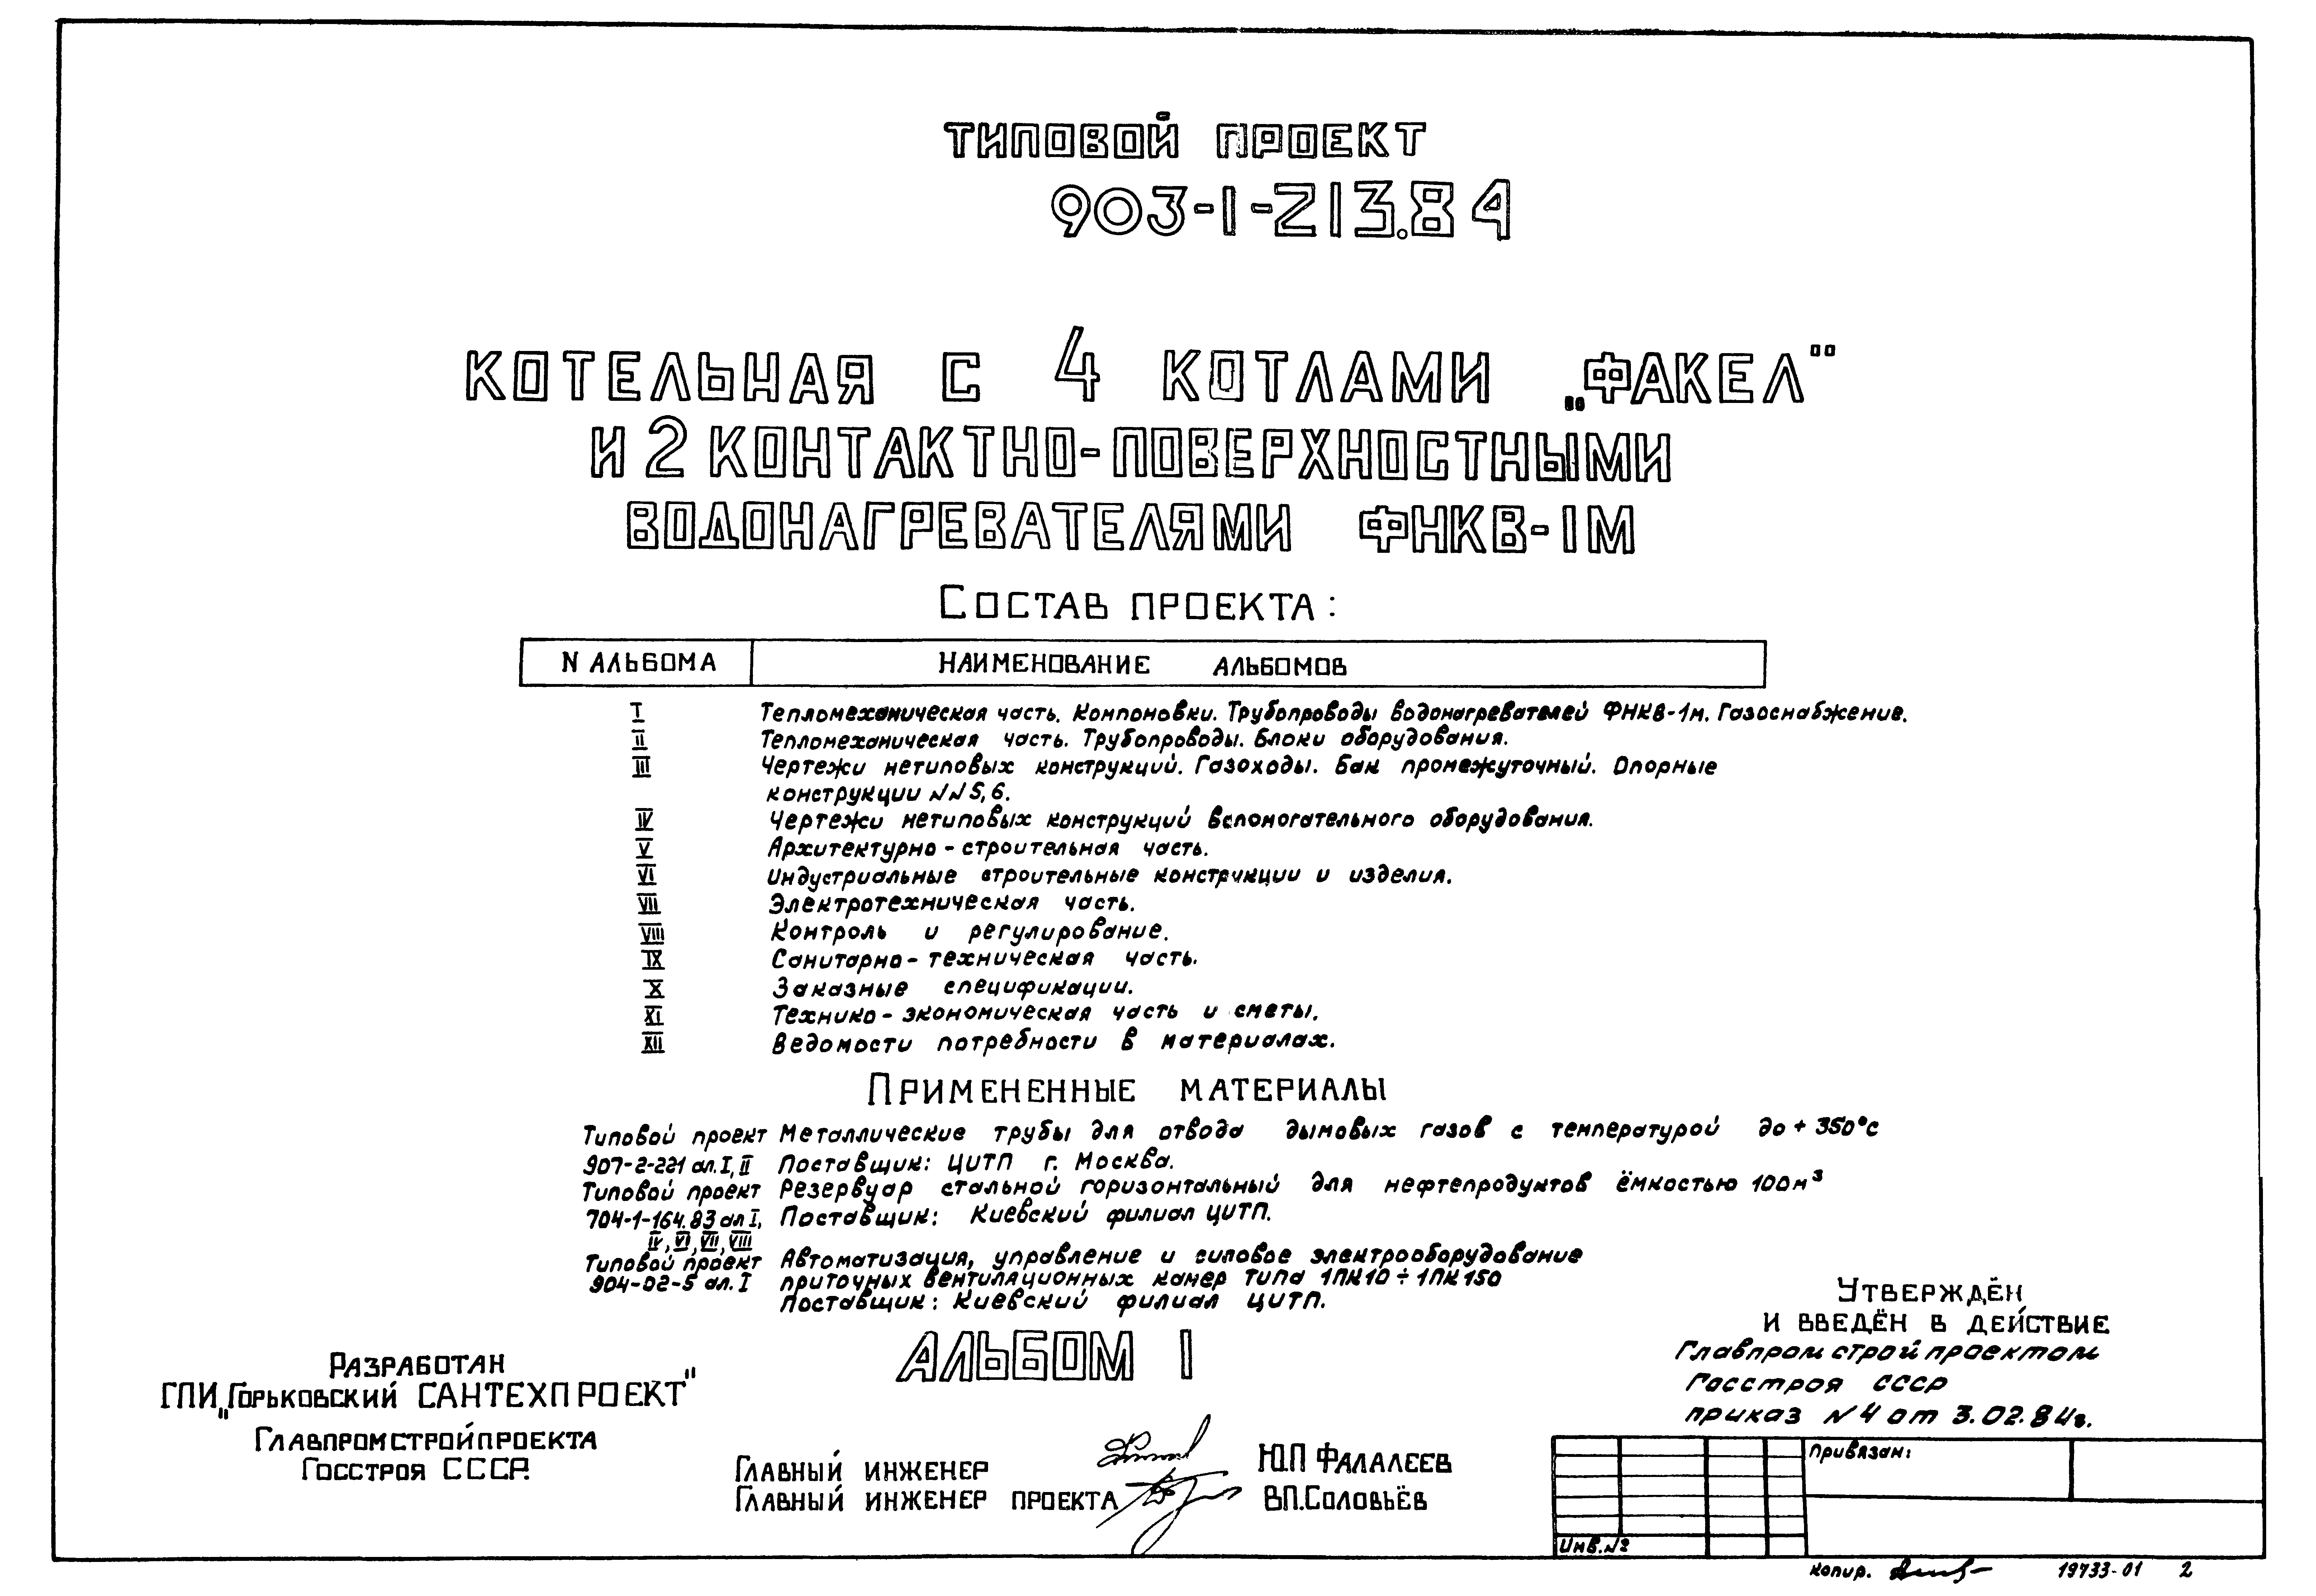 ТИПОВОЙ ПРОЕКТ
903-1-213.84
КОТЕЛЬНАЯ С 4 КОТЛАМИ „ФАКЕЛ"
И 2 КОНТАКТНО-ПОВЕРХНОСТНЫМИ
ВОДОНАГРЕВАТЕЛЯМИ ФНКВ-1М
СОСТАВ ПРОЕКТА:
N АЛЬБОМА НАИМЕНОВАНИЕ АЛЬБОМОВ
I Тепломеханическая часть. Компоновки. Трубопроводы водонагревателей ФНКВ-1м. Газоснабжение.
II Тепломеханическая часть. Трубопроводы. Блоки оборудования.
III Чертежи нетиповых конструкций. Газоходы. Бак промежуточный. Опорные
конструкции NN 5, 6.
IV Чертежи нетиповых конструкций вспомогательного оборудования.
V Архитектурно-строительная часть.
VI Индустриальные строительные конструкции и изделия.
VII Электротехническая часть.
VIII Контроль и регулирование.
IX Санитарно-техническая часть.
X Заказные спецификации.
XI Технико-экономическая часть и сметы.
XII Ведомости потребности в материалах.
ПРИМЕНЕННЫЕ МАТЕРИАЛЫ
Типовой проект Металлические трубы для отвода дымовых газов с температурой до + 350°с
907-2-221 ал. I, II Поставщик: ЦИТП г. Москва.
Типовой проект Резервуар стальной горизонтальный для нефтепродуктов ёмкостью 100м³
704-1-164.83 ал I, Поставщик: Киевский филиал ЦИТП.
IV, VI, VII, VIII
Типовой проект Автоматизация, управление и силовое электрооборудование
904-02-5 ал. I приточных вентиляционных камер типа 1ПК10 ÷ 1ПК150
Поставщик: Киевский филиал ЦИТП.
АЛЬБОМ I
РАЗРАБОТАН
ГПИ „ГОРЬКОВСКИЙ САНТЕХПРОЕКТ"
ГЛАВПРОМСТРОЙПРОЕКТА
ГОССТРОЯ СССР.
ГЛАВНЫЙ ИНЖЕНЕР Ю.П ФАЛАЛЕЕВ
ГЛАВНЫЙ ИНЖЕНЕР ПРОЕКТА В.П.СОЛОВЬЁВ
УТВЕРЖДЁН
И ВВЕДЁН В ДЕЙСТВИЕ
Главпромстройпроектом
Госстроя СССР
приказ N 4 от 3.02.84г.
Привязан:
Инв.№
копир. 19733-01 2